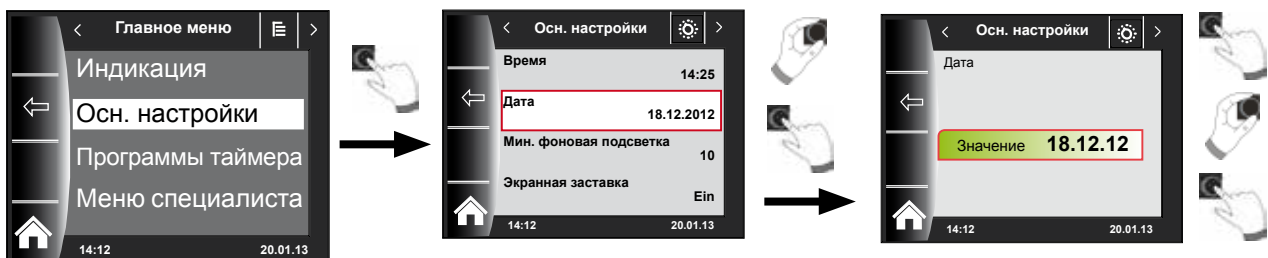 < Главное меню >
Индикация
Осн. настройки
Программы таймера
Меню специалиста
14:12 20.01.13
< Осн. настройки >
Время
14:25
Дата
18.12.2012
Мин. фоновая подсветка
10
Экранная заставка
Ein
14:12 20.01.13
< Осн. настройки >
Дата
Значение 18.12.12
14:12 20.01.13